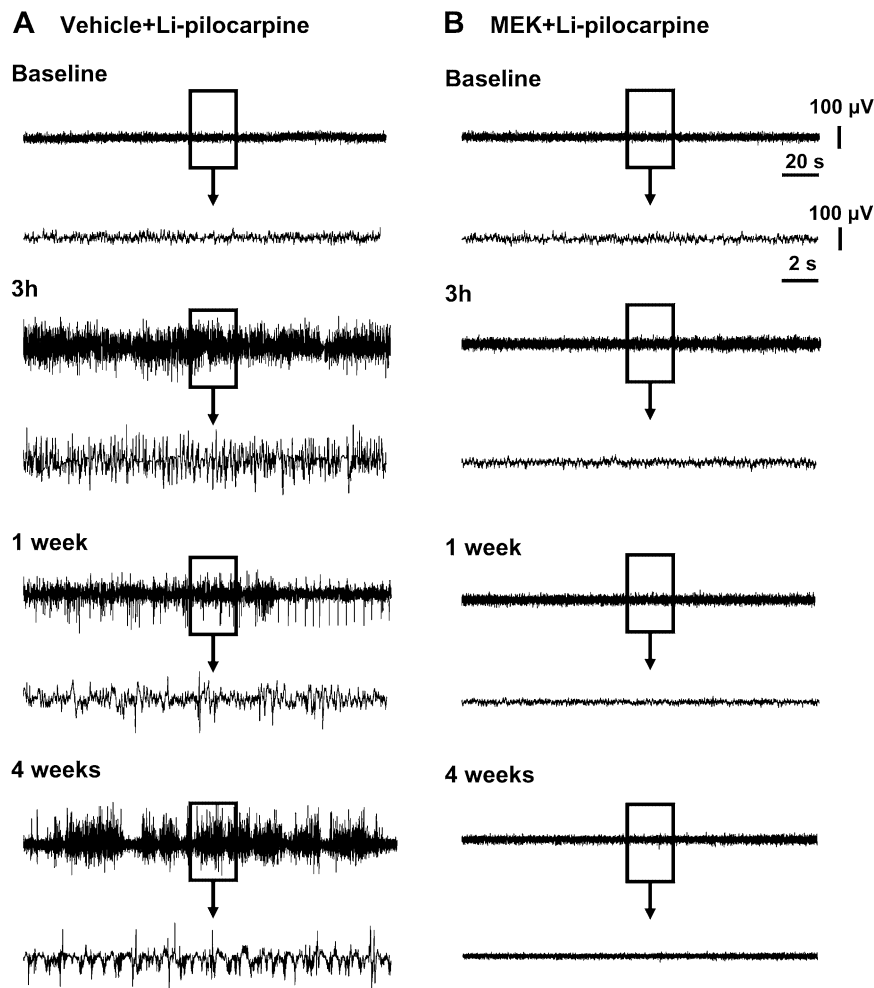 A Vehicle+Li-pilocarpine
Baseline
3h
1 week
4 weeks
B MEK+Li-pilocarpine
Baseline
100 µV
20 s
100 µV
2 s
3h
1 week
4 weeks